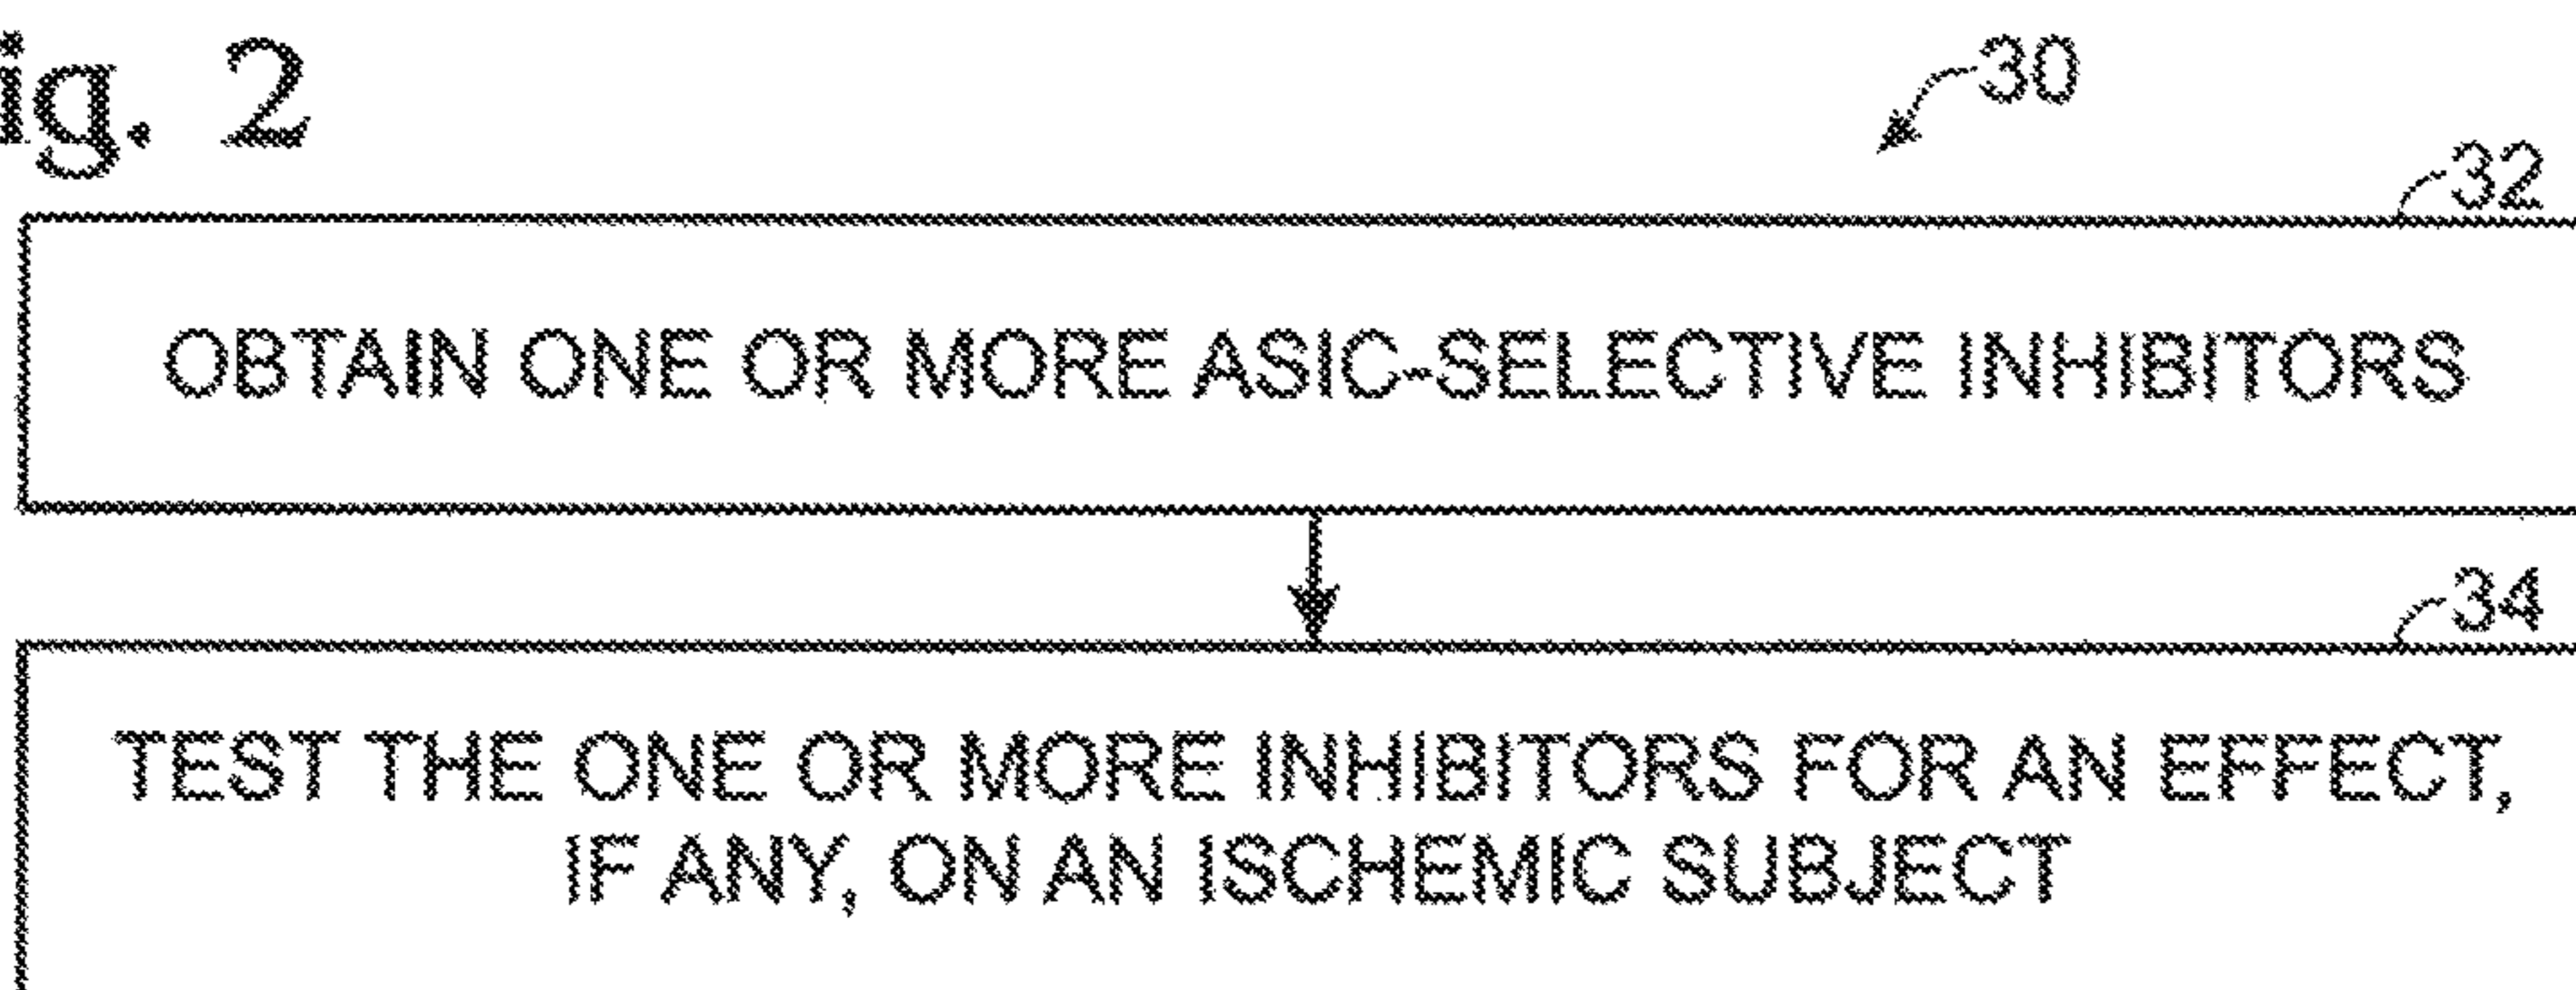 ig. 2
30
32
OBTAIN ONE OR MORE ASIC-SELECTIVE INHIBITORS
34
TEST THE ONE OR MORE INHIBITORS FOR AN EFFECT,
IF ANY, ON AN ISCHEMIC SUBJECT